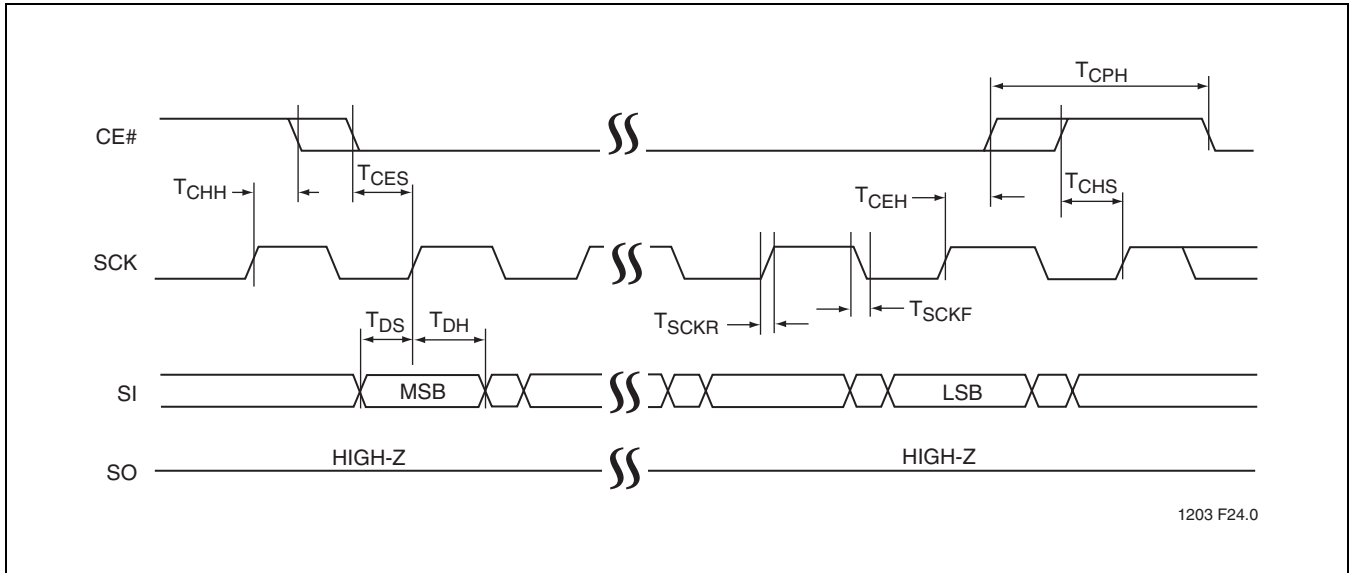 TCPH
CE#
TCHH
TCES
TCEH
TCHS
SCK
TDS
TDH
TSCKR
TSCKF
SI
MSB
LSB
SO
HIGH-Z
HIGH-Z
1203 F24.0